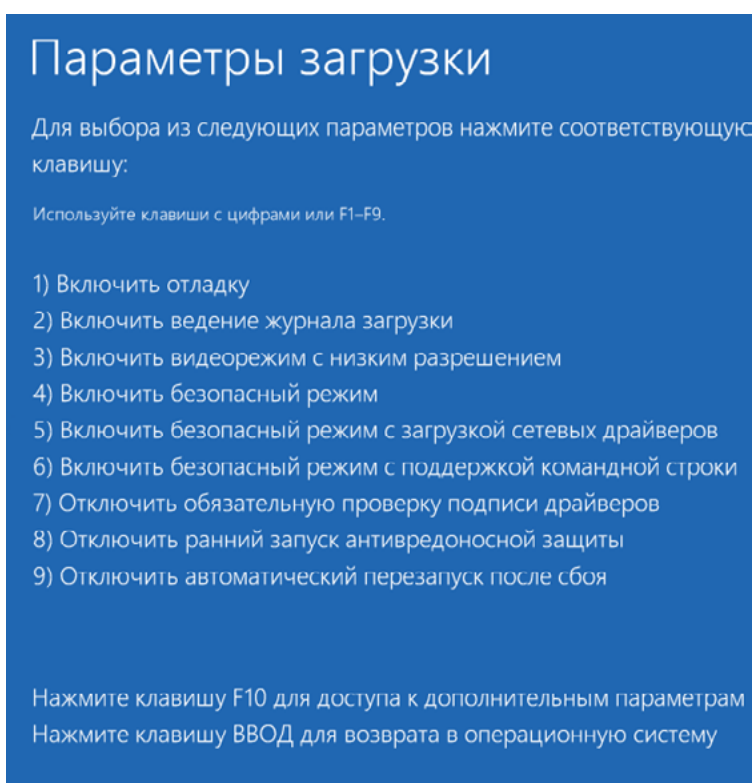 Параметры загрузки
Для выбора из следующих параметров нажмите соответствующую
клавишу:
Используйте клавиши с цифрами или F1–F9.
1) Включить отладку
2) Включить ведение журнала загрузки
3) Включить видеорежим с низким разрешением
4) Включить безопасный режим
5) Включить безопасный режим с загрузкой сетевых драйверов
6) Включить безопасный режим с поддержкой командной строки
7) Отключить обязательную проверку подписи драйверов
8) Отключить ранний запуск антивредоносной защиты
9) Отключить автоматический перезапуск после сбоя
Нажмите клавишу F10 для доступа к дополнительным параметрам
Нажмите клавишу ВВОД для возврата в операционную систему